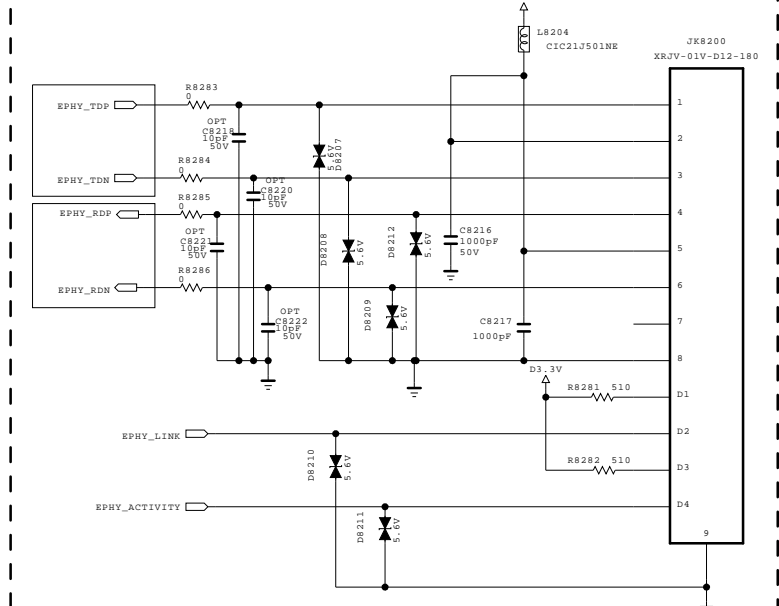 L8204
CIC21J501NE
JK8200
XRJV-01V-D12-180
R8283
0
EPHY_TDP
1
OPT
C8218
10pF
50V
2
D8207
5.6V
R8284
0
EPHY_TDN
3
OPT
C8220
10pF
50V
R8285
0
EPHY_RDP
4
OPT
C8221
10pF
50V
D8208
5.6V
D8212
5.6V
C8216
1000pF
50V
5
R8286
0
EPHY_RDN
6
OPT
C8222
10pF
50V
D8209
5.6V
C8217
1000pF
7
8
D3.3V
R8281 510
D1
EPHY_LINK
D2
D8210
5.6V
R8282 510
D3
EPHY_ACTIVITY
D4
D8211
5.6V
9